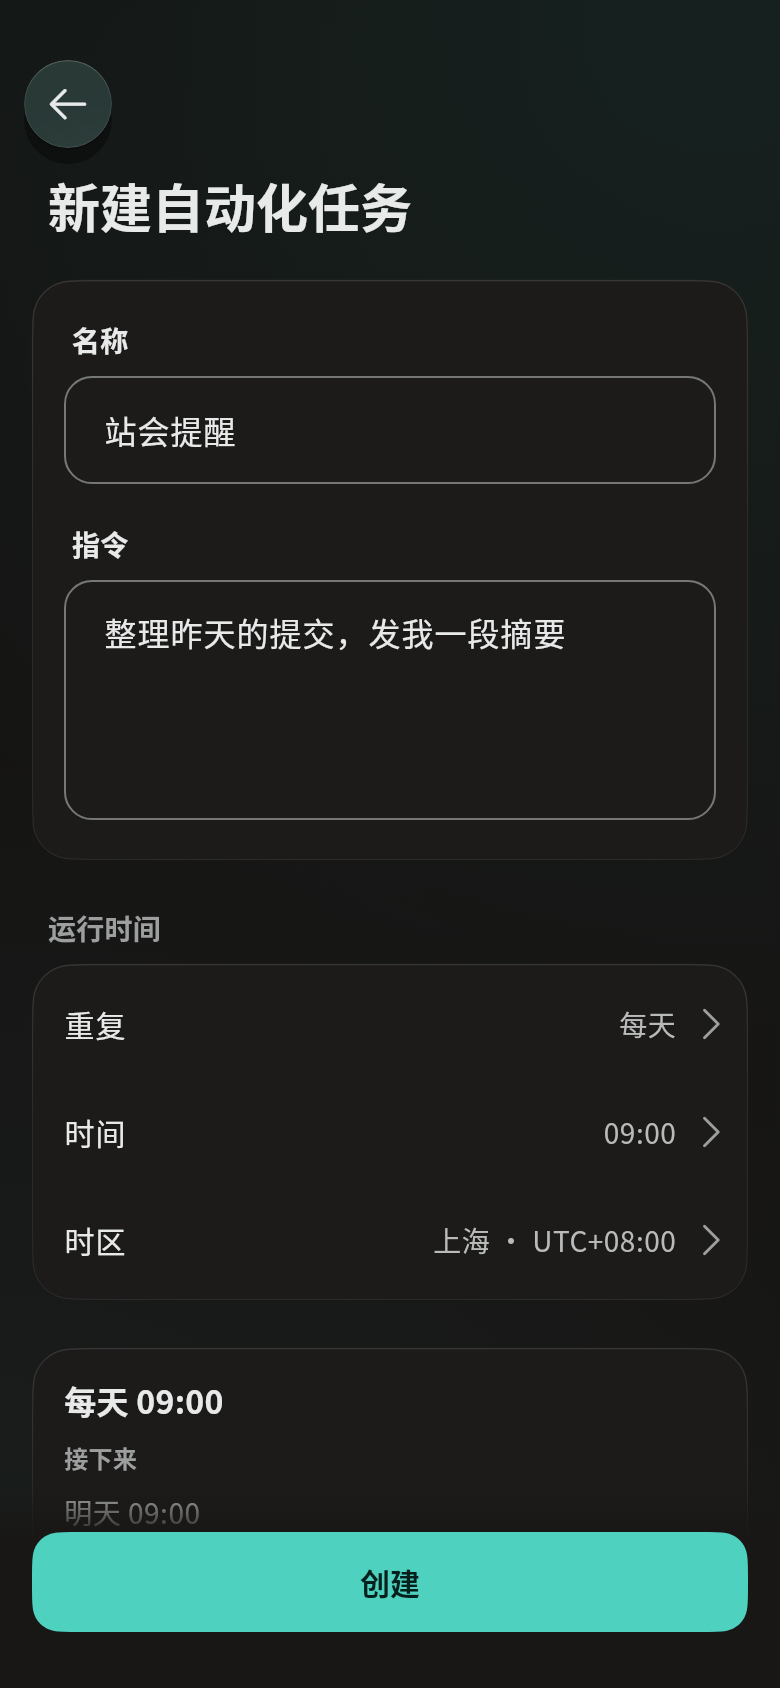 新建自动化任务
名称
站会提醒
指令
整理昨天的提交，发我一段摘要
运行时间
重复 每天
时间 09:00
时区 上海 · UTC+08:00
每天 09:00
接下来
明天 09:00
创建